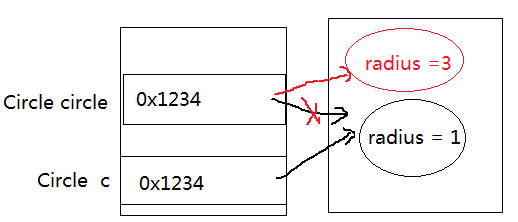 radius =3
Circle circle
0x1234
radius = 1
Circle c
0x1234